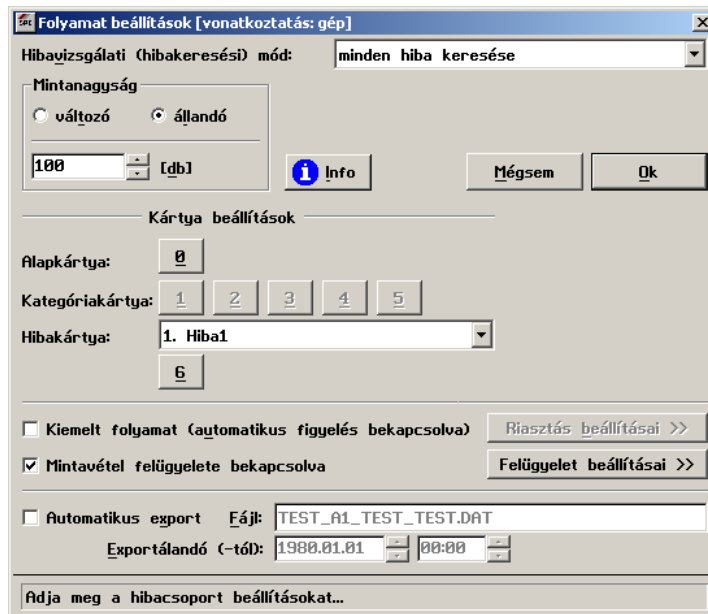 SPC Folyamat beállítások [vonatkoztatás: gép]
Hibavizsgálati (hibakeresési) mód: minden hiba keresése
Mintanagyság
változó állandó
100 [db] i Info Mégsem Ok
Kártya beállítások
Alapkártya: 0
Kategóriakártya: 1 2 3 4 5
Hibakártya: 1. Hiba1
6
Kiemelt folyamat (automatikus figyelés bekapcsolva) Riasztás beállításai >>
Mintavétel felügyelete bekapcsolva Felügyelet beállításai >>
Automatikus export Fájl: TEST_A1_TEST_TEST.DAT
Exportálandó (-tól): 1980.01.01 00:00
Adja meg a hibacsoport beállításokat...